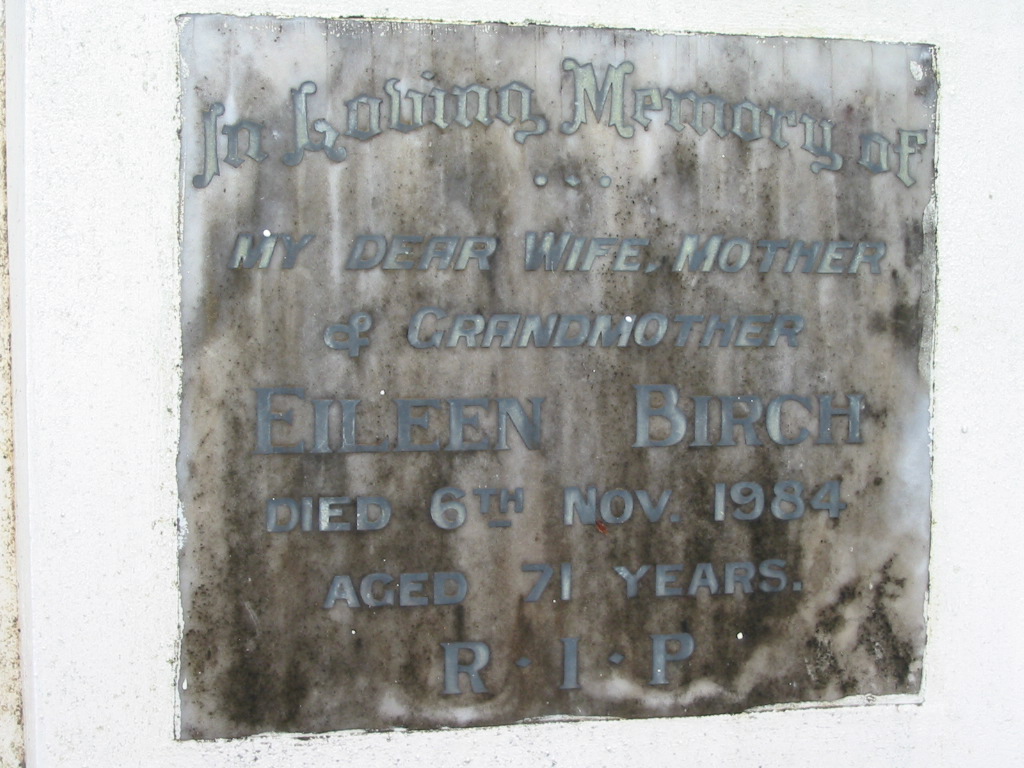 In Loving Memory of
...
MY DEAR WIFE, MOTHER
& GRANDMOTHER
EILEEN BIRCH
DIED 6TH NOV. 1984
AGED 71 YEARS.
R·I·P